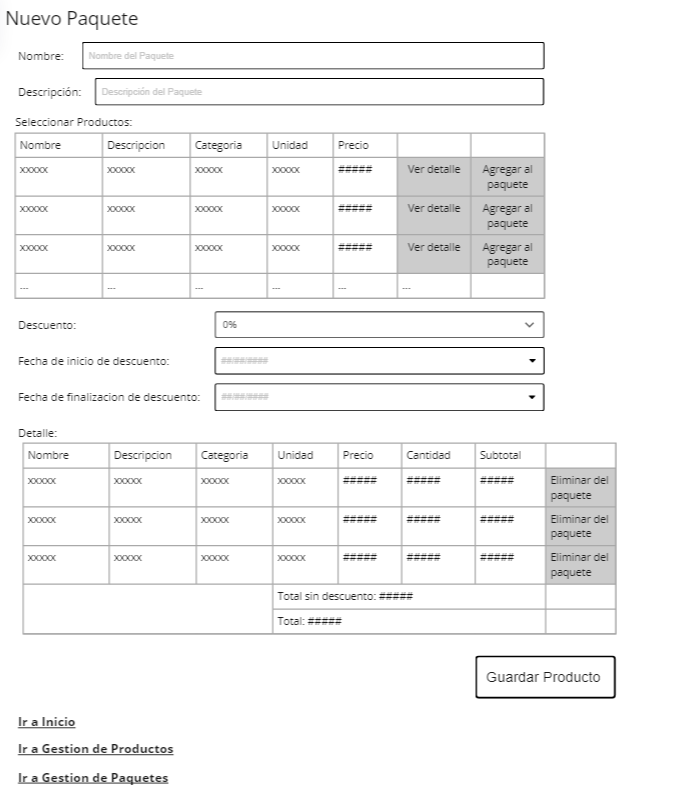 Nuevo Paquete
Nombre: Nombre del Paquete
Descripción: Descripción del Paquete
Seleccionar Productos:
Nombre Descripcion Categoria Unidad Precio
xxxxx xxxxx xxxxx xxxxx ##### Ver detalle Agregar al
paquete
xxxxx xxxxx xxxxx xxxxx ##### Ver detalle Agregar al
paquete
xxxxx xxxxx xxxxx xxxxx ##### Ver detalle Agregar al
paquete
... ... ... ... ... ...
Descuento: 0%
Fecha de inicio de descuento: ##/##/####
Fecha de finalizacion de descuento: ##/##/####
Detalle:
Nombre Descripcion Categoria Unidad Precio Cantidad Subtotal
xxxxx xxxxx xxxxx xxxxx ##### ##### ##### Eliminar del
paquete
xxxxx xxxxx xxxxx xxxxx ##### ##### ##### Eliminar del
paquete
xxxxx xxxxx xxxxx xxxxx ##### ##### ##### Eliminar del
paquete
Total sin descuento: #####
Total: #####
Guardar Producto
Ir a Inicio
Ir a Gestion de Productos
Ir a Gestion de Paquetes